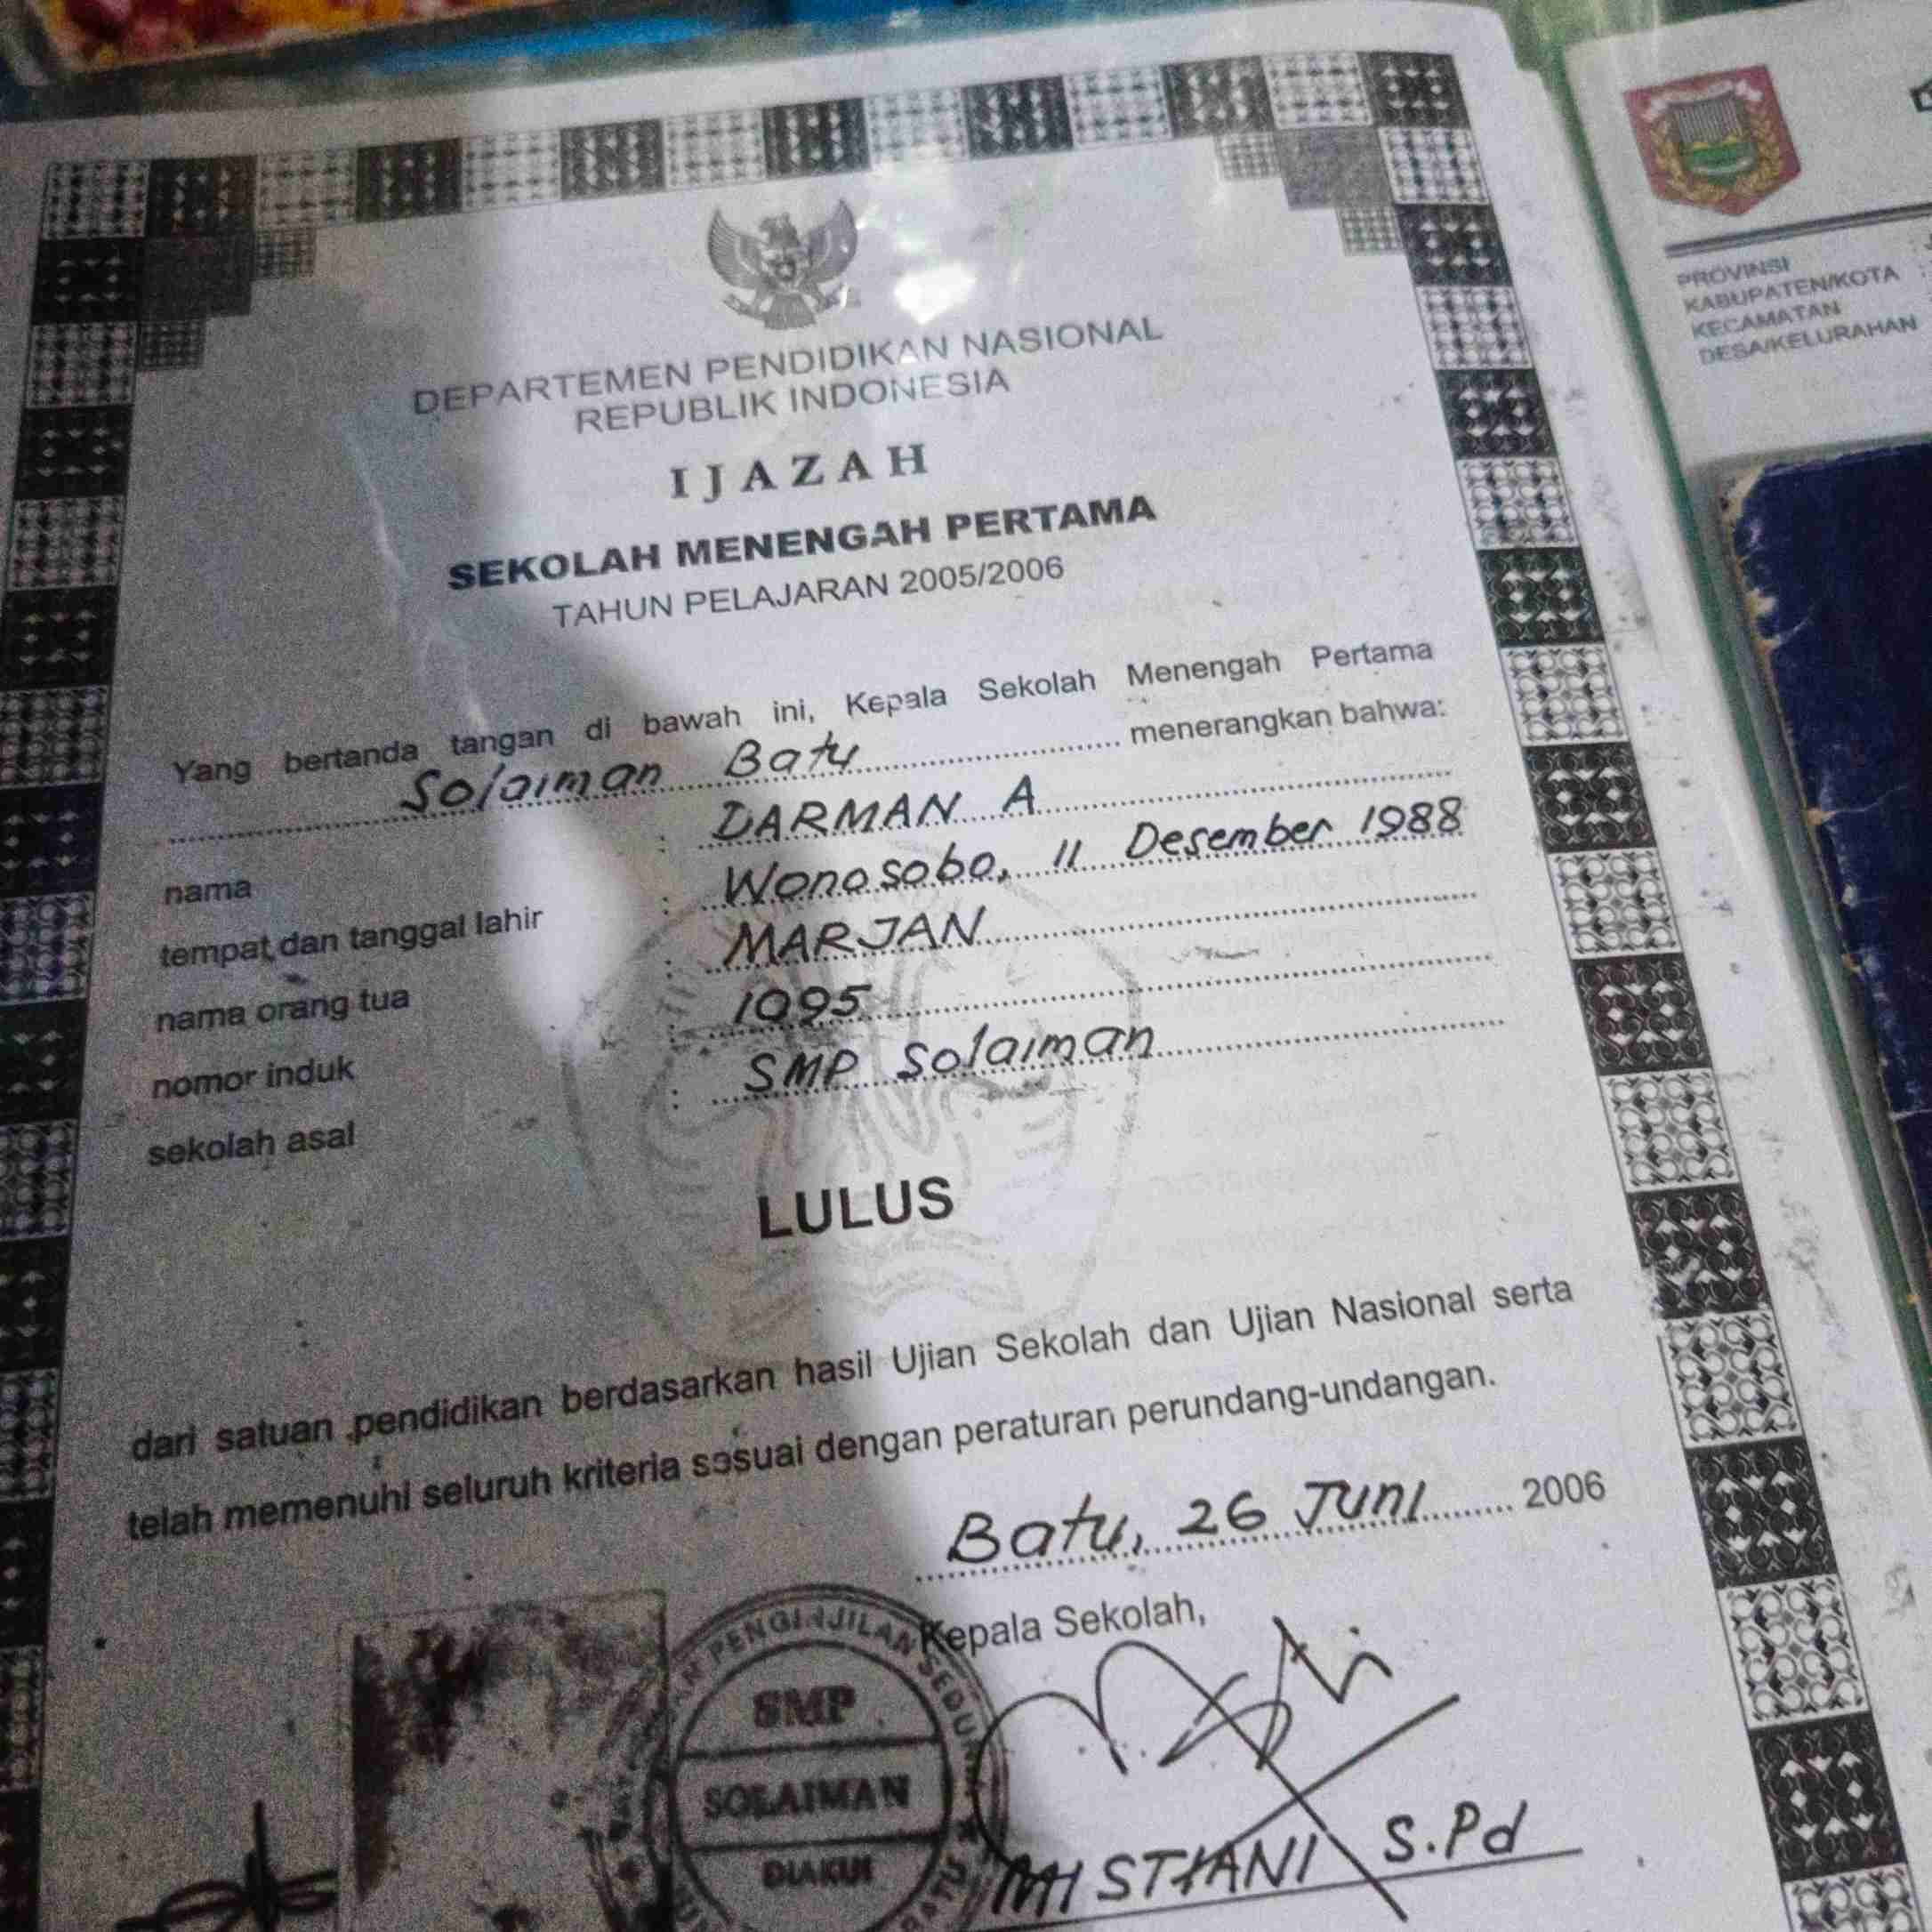 DEPARTEMEN PENDIDIKAN NASIONAL
REPUBLIK INDONESIA
IJAZAH
SEKOLAH MENENGAH PERTAMA
TAHUN PELAJARAN 2005/2006
Yang bertanda tangan di bawah ini, Kepala Sekolah Menengah Pertama
Solaiman Batu menerangkan bahwa:
nama : DARMAN A
tempat dan tanggal lahir : Wonosobo, 11 Desember 1988
nama orang tua : MARJAN
nomor induk : 1095
sekolah asal : SMP Solaiman
LULUS
dari satuan pendidikan berdasarkan hasil Ujian Sekolah dan Ujian Nasional serta
telah memenuhi seluruh kriteria sesuai dengan peraturan perundang-undangan.
Batu, 26 Juni 2006
Kepala Sekolah,
MISTIANI S.Pd
SMP
SOLAIMAN
DIAKUI
BATU
PROVINSI
KABUPATEN/KOTA
KECAMATAN
DESA/KELURAHAN